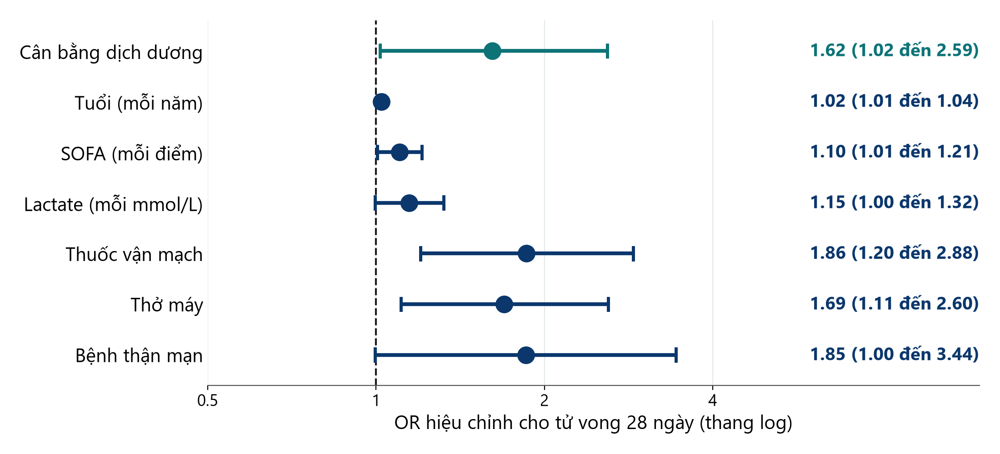 Cân bằng dịch dương 1.62 (1.02 đến 2.59)
Tuổi (mỗi năm) 1.02 (1.01 đến 1.04)
SOFA (mỗi điểm) 1.10 (1.01 đến 1.21)
Lactate (mỗi mmol/L) 1.15 (1.00 đến 1.32)
Thuốc vận mạch 1.86 (1.20 đến 2.88)
Thở máy 1.69 (1.11 đến 2.60)
Bệnh thận mạn 1.85 (1.00 đến 3.44)
0.5 1 2 4
OR hiệu chỉnh cho tử vong 28 ngày (thang log)